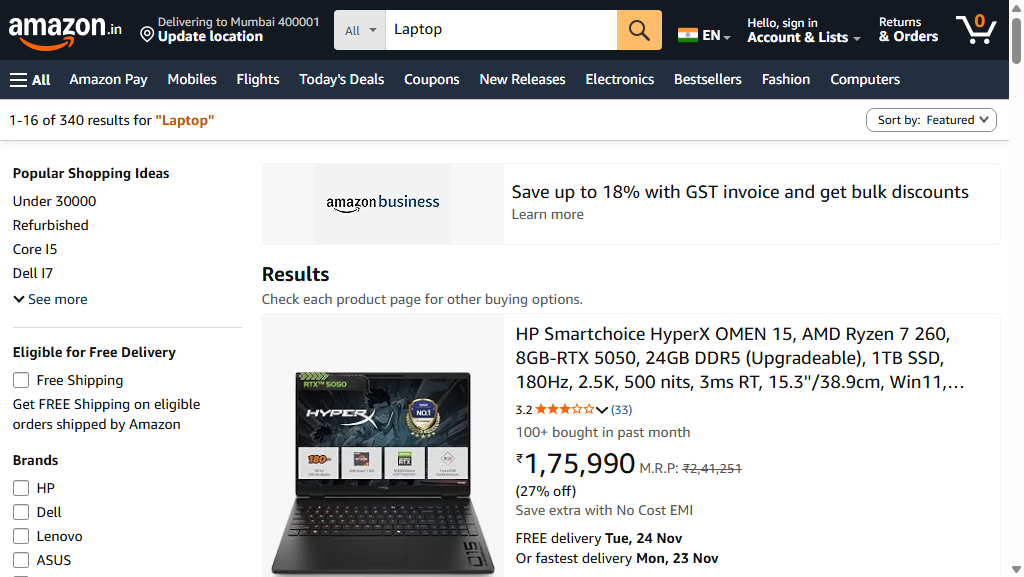 amazon.in
Delivering to Mumbai 400001
Update location
All
Laptop
EN
Hello, sign in
Account & Lists
Returns
& Orders
0
All
Amazon Pay
Mobiles
Flights
Today's Deals
Coupons
New Releases
Electronics
Bestsellers
Fashion
Computers
1-16 of 340 results for "Laptop"
Sort by: Featured
Popular Shopping Ideas
Under 30000
Refurbished
Core I5
Dell I7
See more
Eligible for Free Delivery
Free Shipping
Get FREE Shipping on eligible
orders shipped by Amazon
Brands
HP
Dell
Lenovo
ASUS
amazon business
Save up to 18% with GST invoice and get bulk discounts
Learn more
Results
Check each product page for other buying options.
RTX™ 5050
HYPERX
NO.1
180
RTX
HP Smartchoice HyperX OMEN 15, AMD Ryzen 7 260,
8GB-RTX 5050, 24GB DDR5 (Upgradeable), 1TB SSD,
180Hz, 2.5K, 500 nits, 3ms RT, 15.3"/38.9cm, Win11,…
3.2 (33)
100+ bought in past month
₹1,75,990 M.R.P: ₹2,41,251
(27% off)
Save extra with No Cost EMI
FREE delivery Tue, 24 Nov
Or fastest delivery Mon, 23 Nov